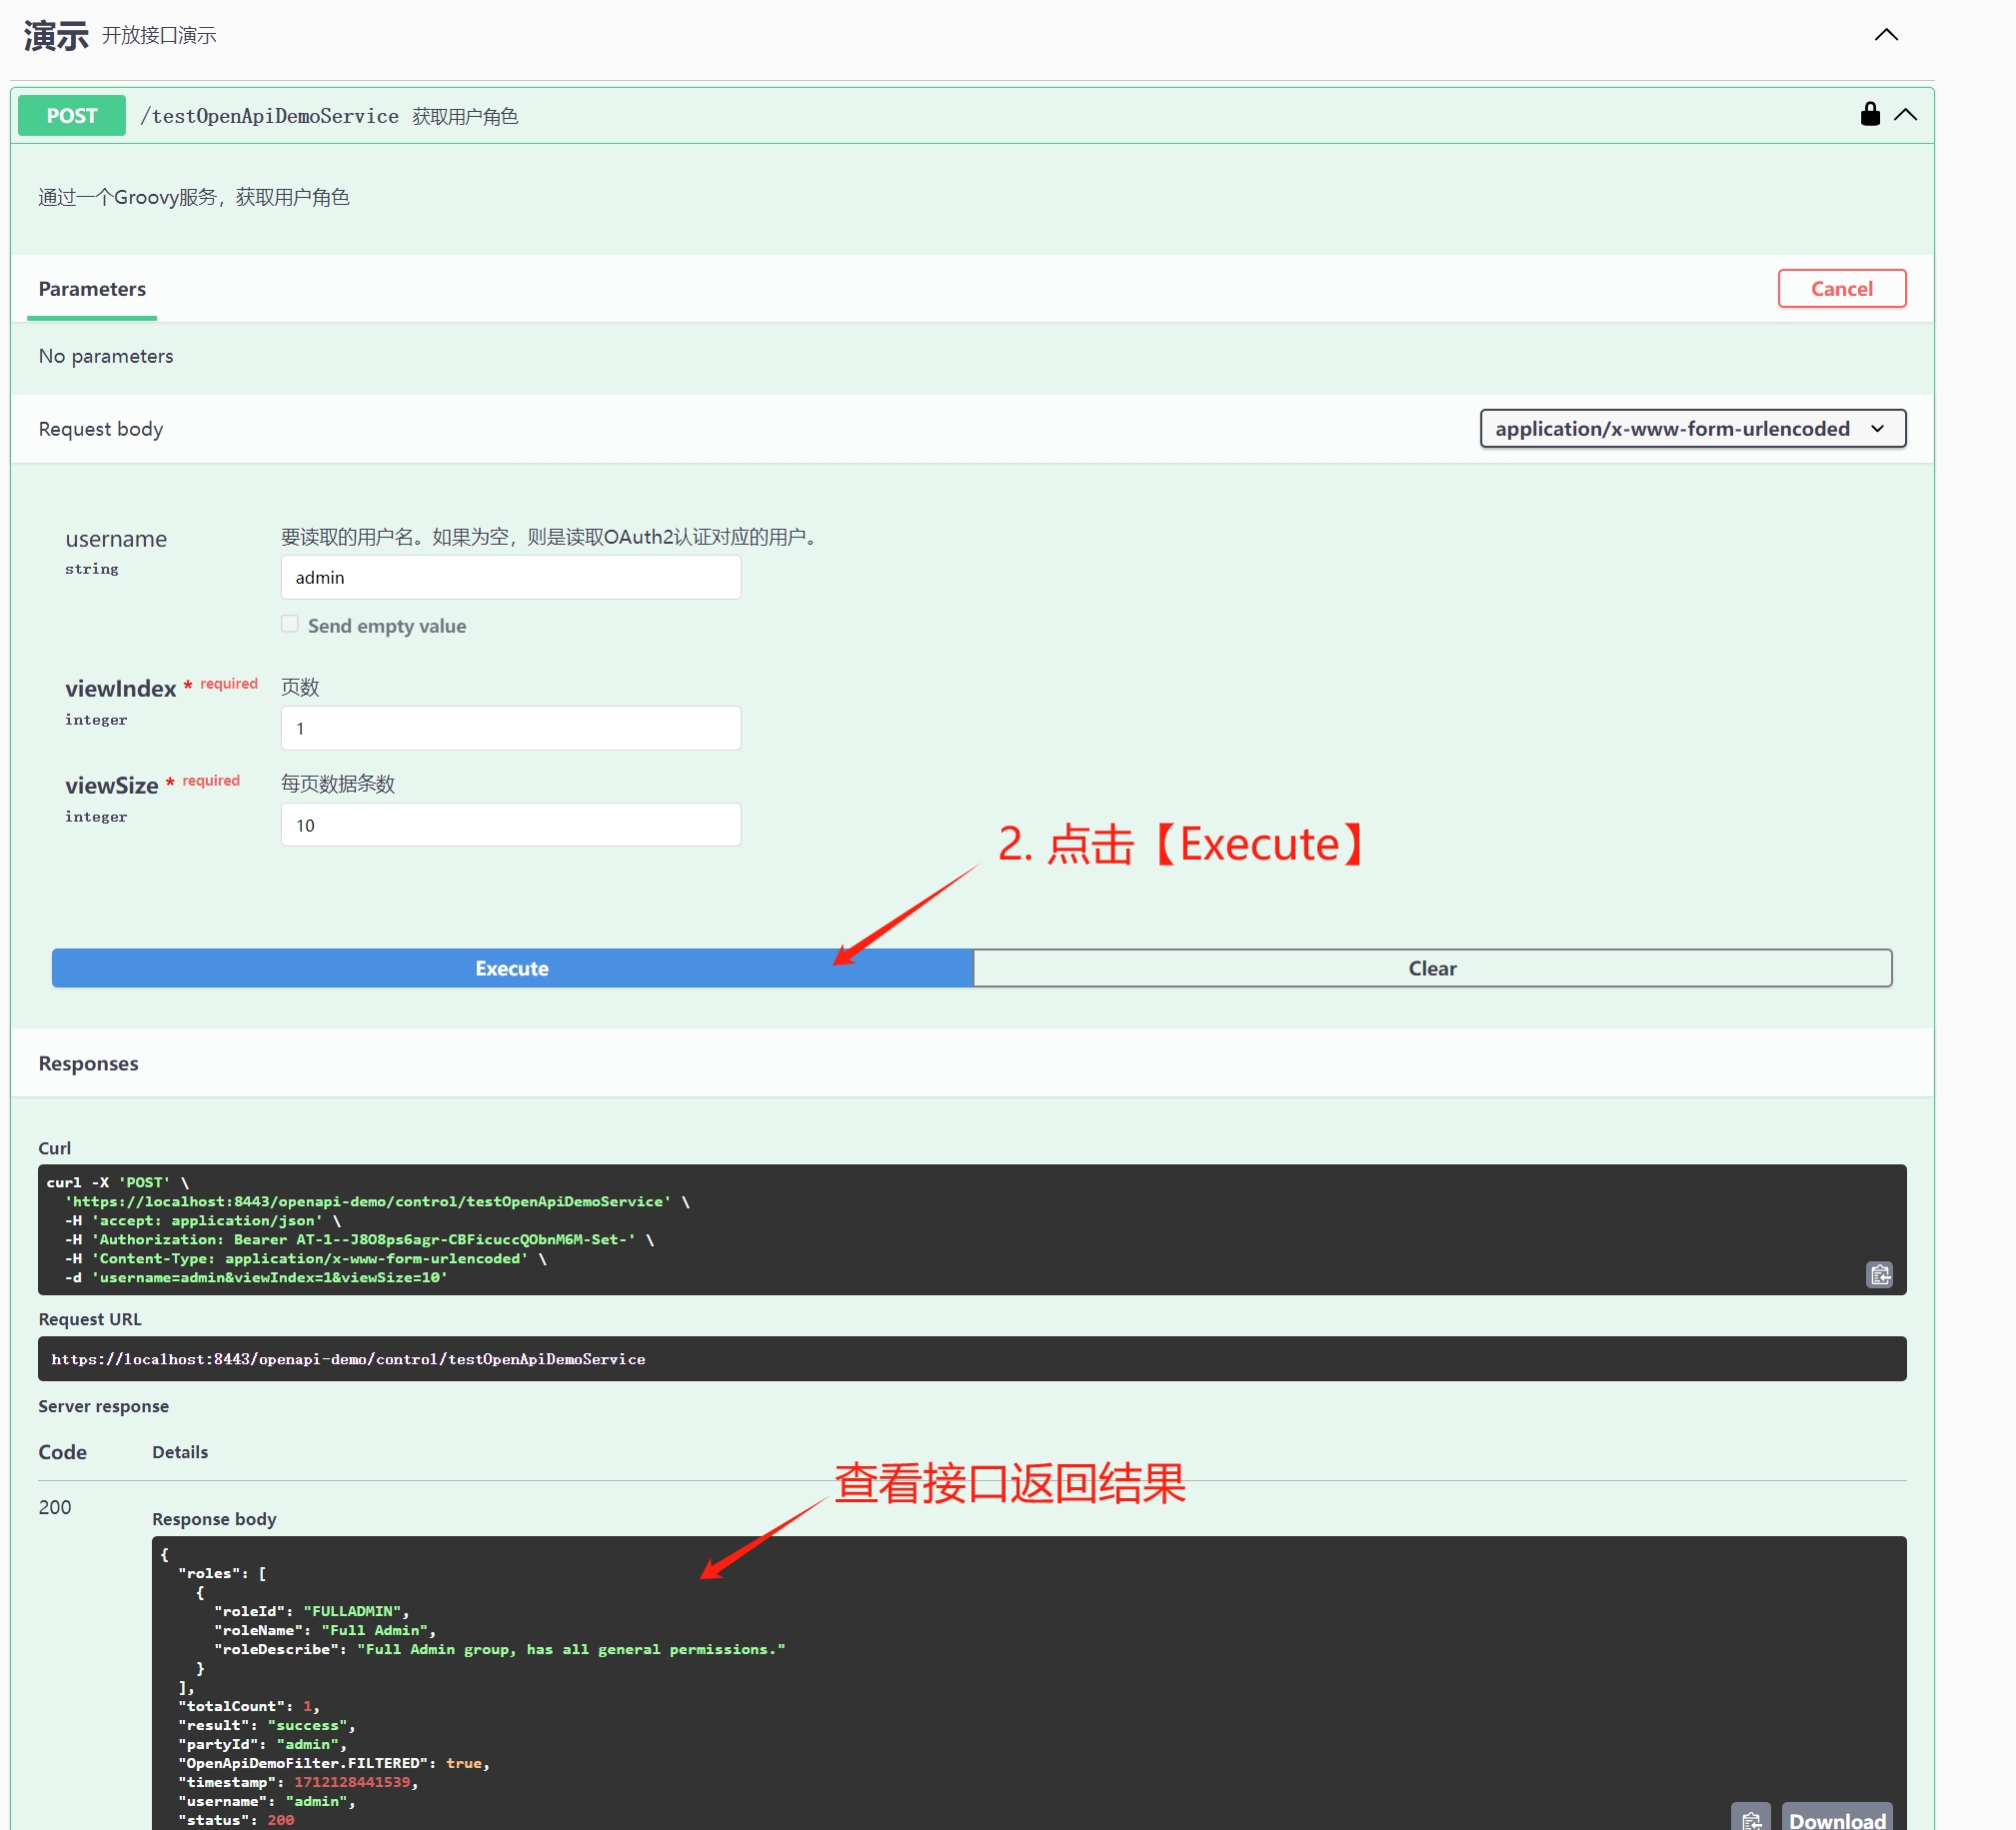 演示 开放接口演示
POST /testOpenApiDemoService 获取用户角色
通过一个Groovy服务，获取用户角色
Parameters
Cancel
No parameters
Request body
application/x-www-form-urlencoded
username
string
要读取的用户名。如果为空，则是读取OAuth2认证对应的用户。
admin
Send empty value
viewIndex * required
integer
页数
1
viewSize * required
integer
每页数据条数
10
2. 点击【Execute】
Execute
Clear
Responses
Curl
curl -X 'POST' \
'https://localhost:8443/openapi-demo/control/testOpenApiDemoService' \
-H 'accept: application/json' \
-H 'Authorization: Bearer AT-1--J8O8ps6agr-CBFicuccQObnM6M-Set-' \
-H 'Content-Type: application/x-www-form-urlencoded' \
-d 'username=admin&viewIndex=1&viewSize=10'
Request URL
https://localhost:8443/openapi-demo/control/testOpenApiDemoService
Server response
Code Details
查看接口返回结果
200
Response body
{
"roles": [
{
"roleId": "FULLADMIN",
"roleName": "Full Admin",
"roleDescribe": "Full Admin group, has all general permissions."
}
],
"totalCount": 1,
"result": "success",
"partyId": "admin",
"OpenApiDemoFilter.FILTERED": true,
"timestamp": 1712128441539,
"username": "admin",
"status": 200
Download